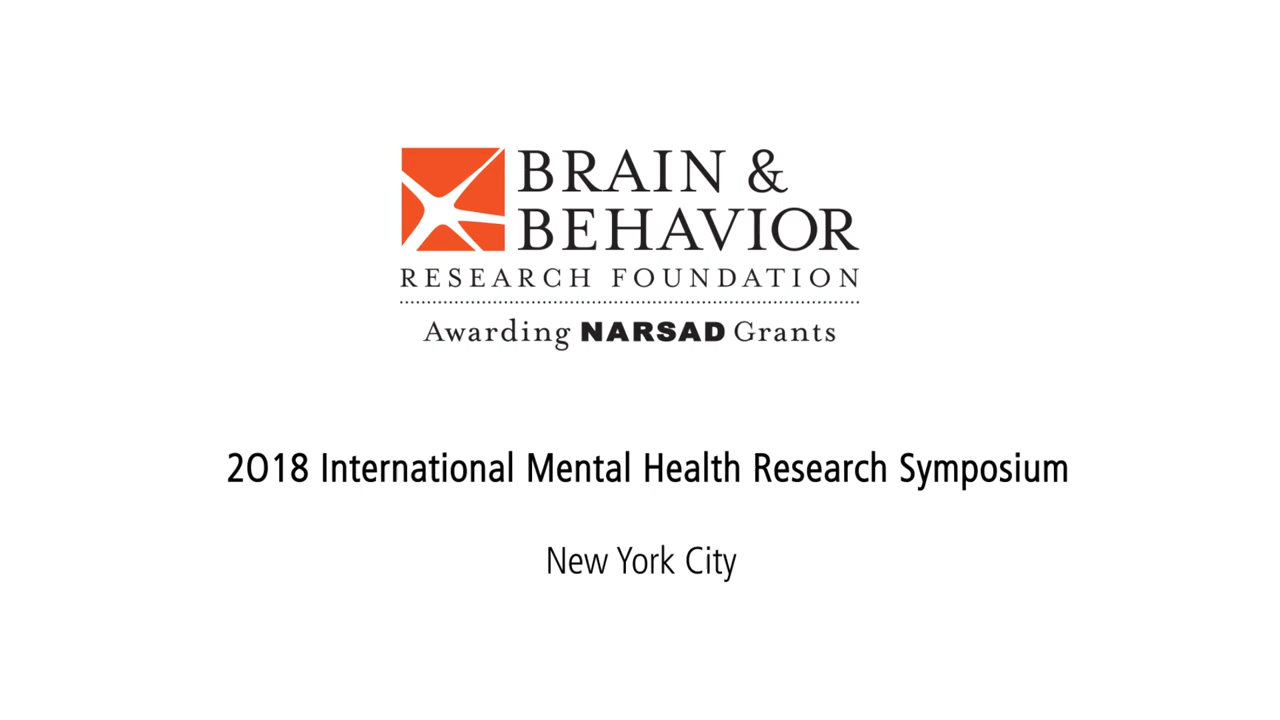 BRAIN &
BEHAVIOR
RESEARCH FOUNDATION
Awarding NARSAD Grants
2018 International Mental Health Research Symposium
New York City